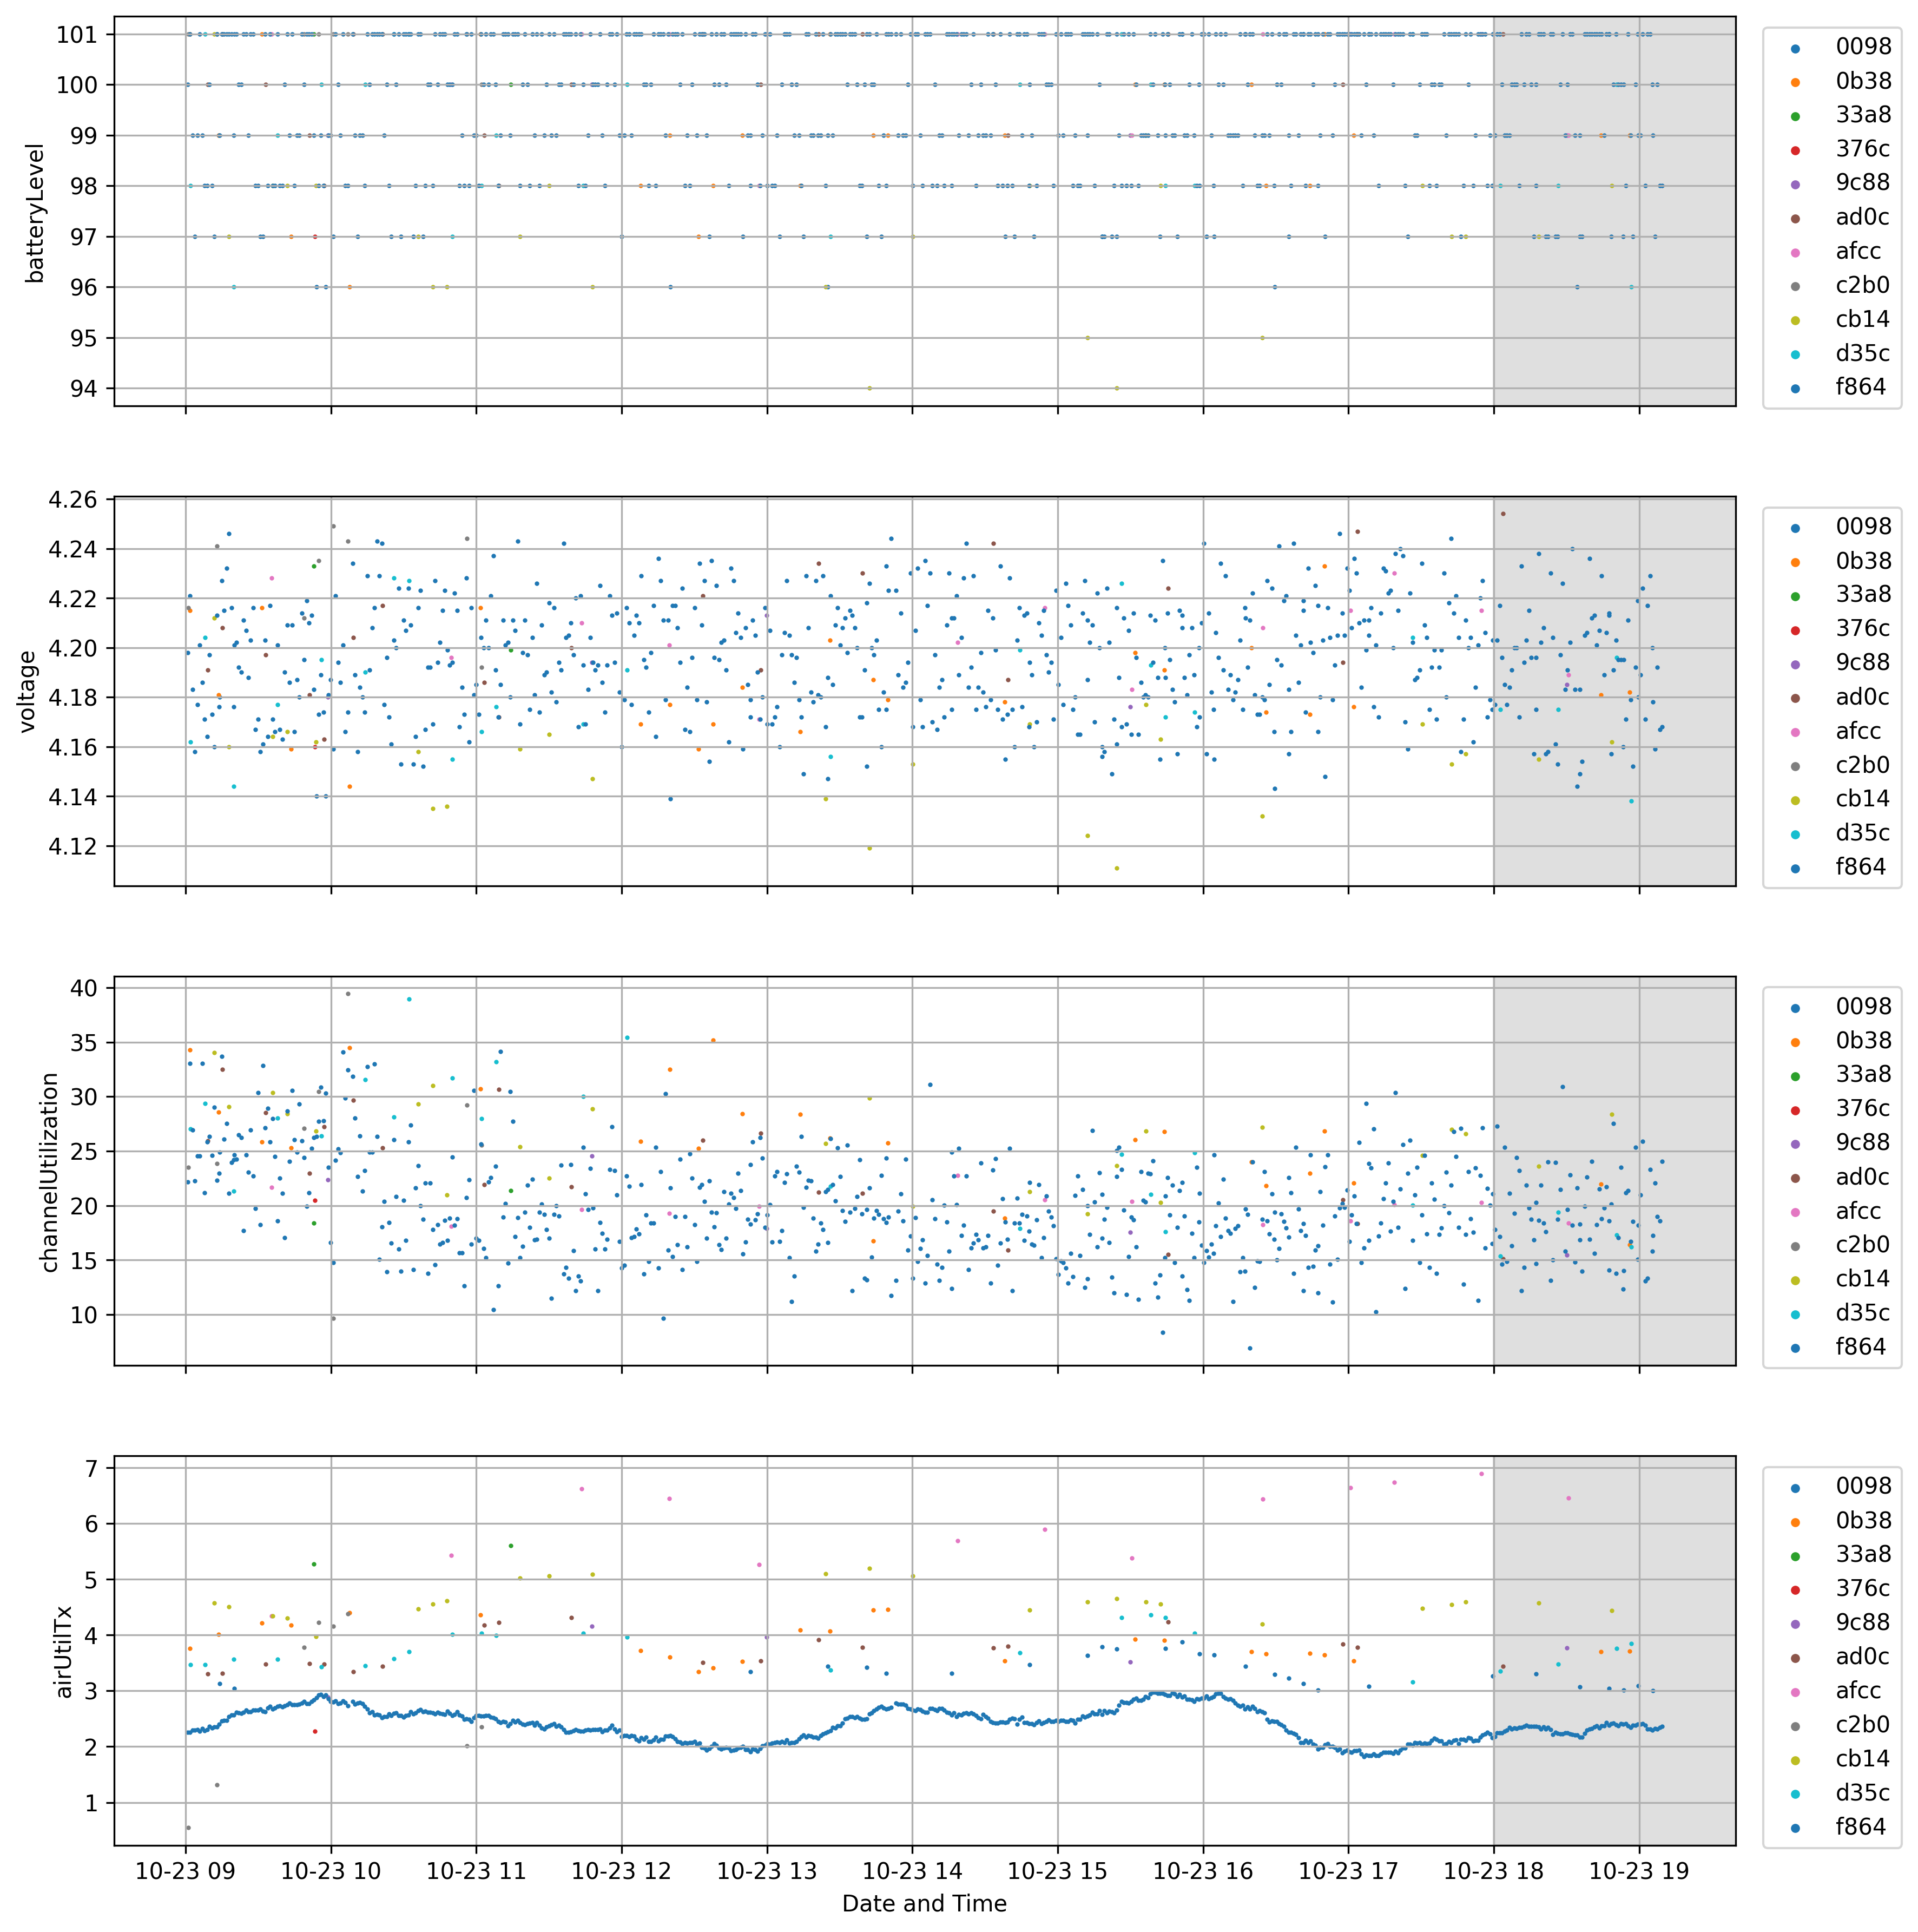 101
100
99
98
97
96
95
94
batteryLevel
0098
0b38
33a8
376c
9c88
ad0c
afcc
c2b0
cb14
d35c
f864
4.26
4.24
4.22
4.20
4.18
4.16
4.14
4.12
voltage
0098
0b38
33a8
376c
9c88
ad0c
afcc
c2b0
cb14
d35c
f864
40
35
30
25
20
15
10
channelUtilization
0098
0b38
33a8
376c
9c88
ad0c
afcc
c2b0
cb14
d35c
f864
7
6
5
4
3
2
1
airUtilTx
0098
0b38
33a8
376c
9c88
ad0c
afcc
c2b0
cb14
d35c
f864
10-23 09 10-23 10 10-23 11 10-23 12 10-23 13 10-23 14 10-23 15 10-23 16 10-23 17 10-23 18 10-23 19
Date and Time